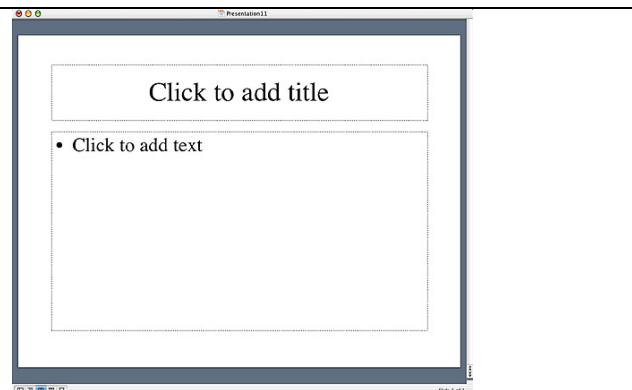 Presentation11
Click to add title
• Click to add text